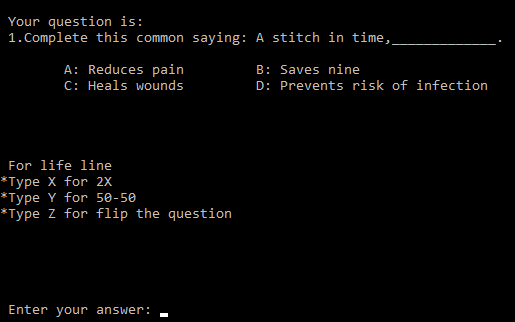 Your question is:
1.Complete this common saying: A stitch in time,_____________.
A: Reduces pain B: Saves nine
C: Heals wounds D: Prevents risk of infection
For life line
*Type X for 2X
*Type Y for 50-50
*Type Z for flip the question
Enter your answer: _